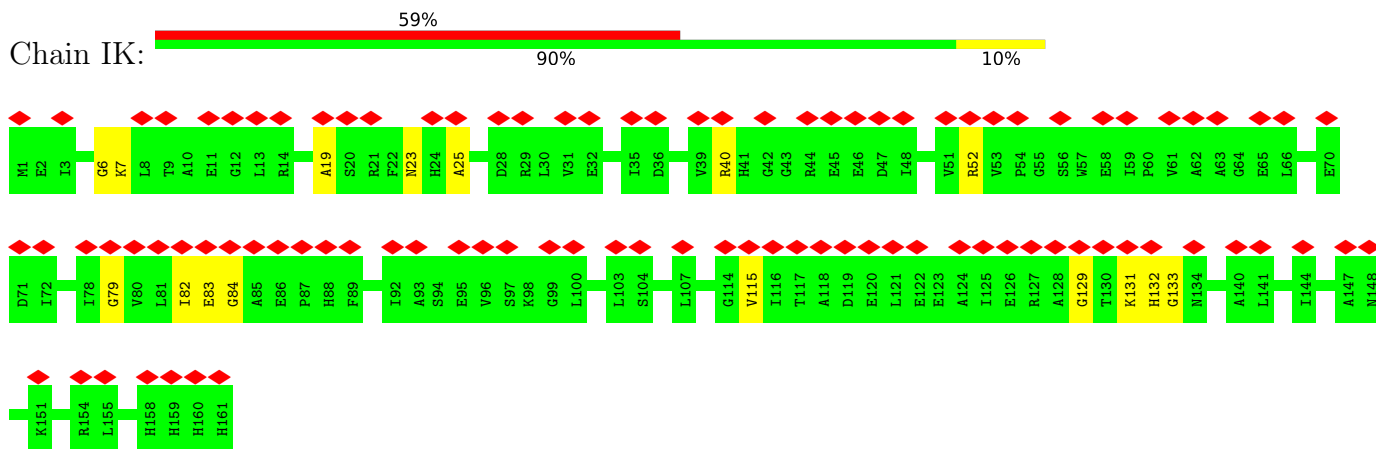 59%
Chain IK:
90% 10%
M1 E2 I3 G6 K7 L8 T9 A10 E11 G12 L13 R14 A19 S20 R21 F22 N23 H24 A25 D28 R29 L30 V31 E32 I35 D36 V39 R40 H41 G42 G43 R44 E45 E46 D47 I48 V51 R52 V53 P54 G55 S56 W57 E58 I59 P60 V61 A62 A63 G64 E65 L66 E70
D71 I72 I78 G79 V80 L81 I82 E83 G84 A85 E86 P87 H88 F89 I92 A93 S94 E95 V96 S97 K98 G99 L100 L103 S104 L107 G114 V115 I116 T117 A118 D119 E120 L121 E122 E123 A124 I125 E126 R127 A128 G129 T130 K131 H132 G133 N134 A140 L141 I144 A147 N148
K151 R154 L155 H158 H159 H160 H161